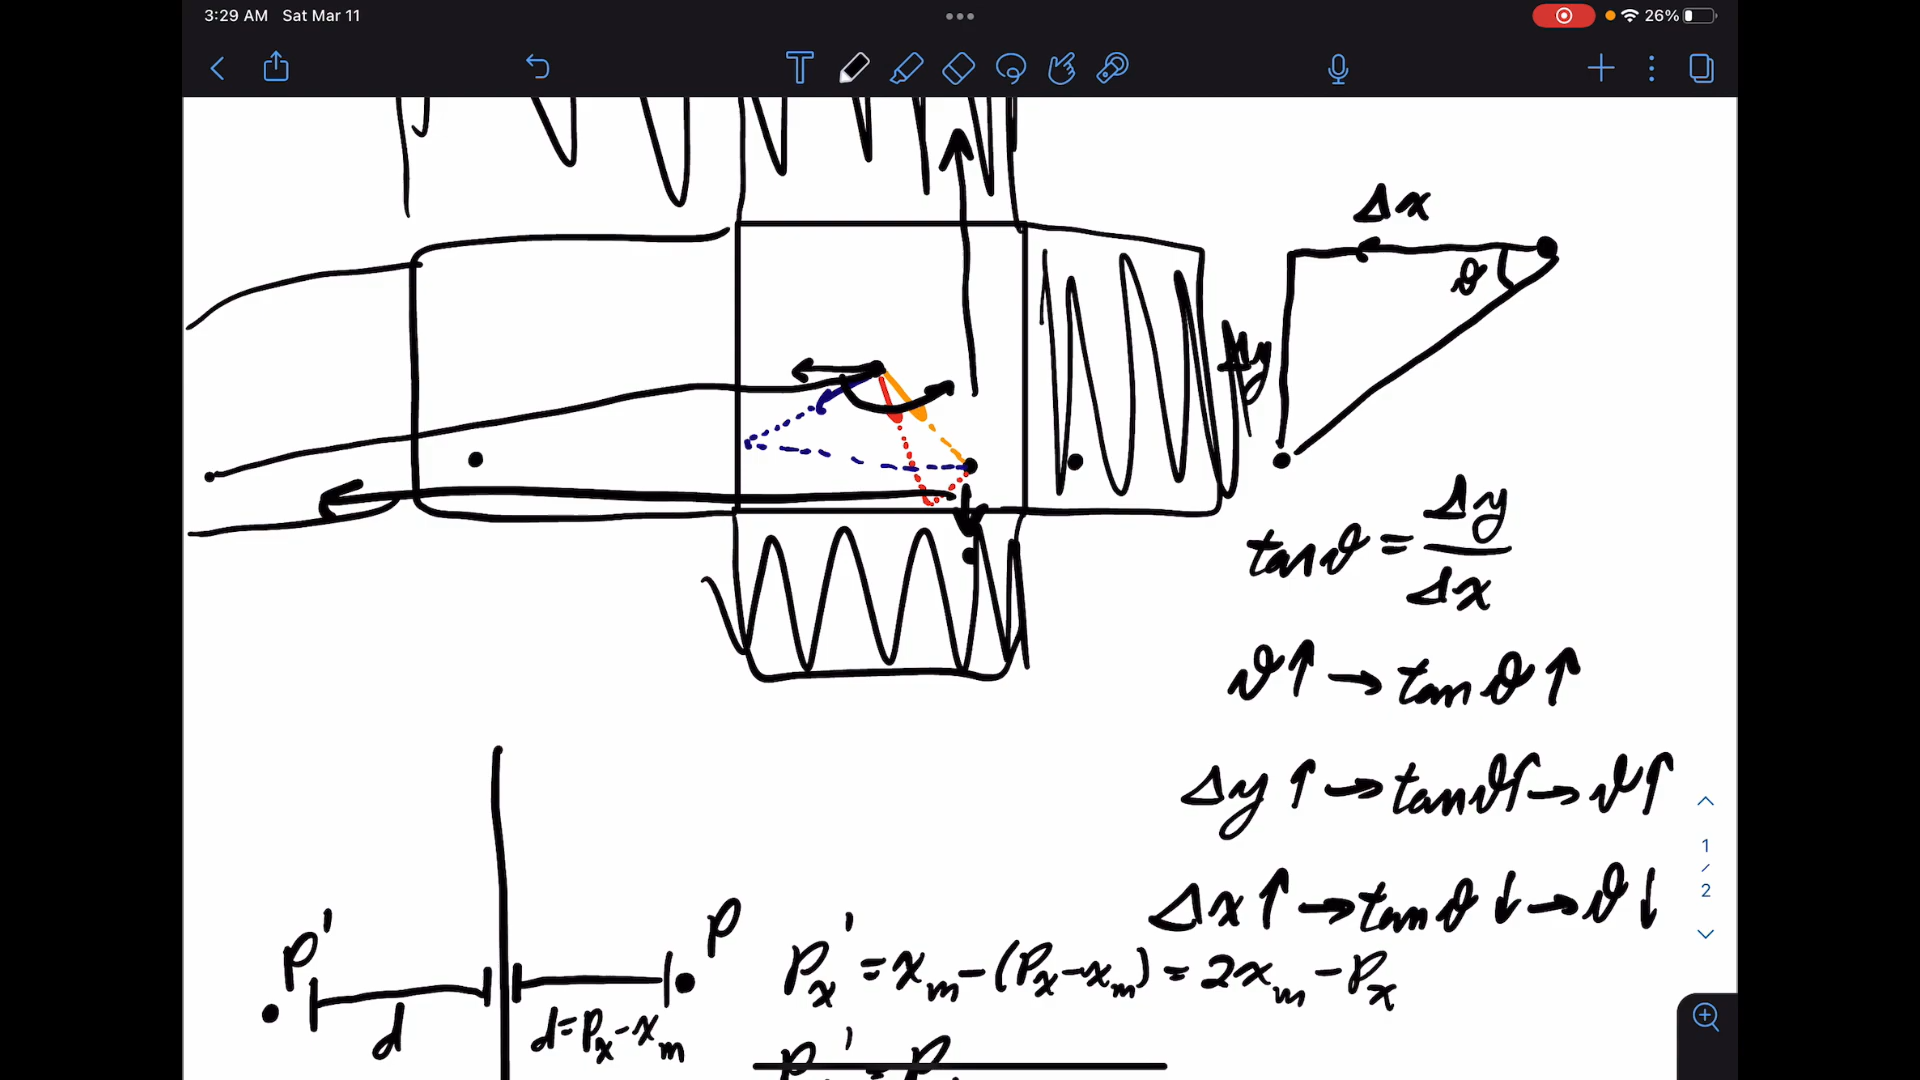 3:29 AM Sat Mar 11
26%
Δx
θ
Δy
tanθ = Δy/Δx
θ↑ → tanθ↑
Δy↑ → tanθ↑ → θ↑
Δx↑ → tanθ↓ → θ↓
1
/
2
P'
P
d
d=Px-xm
Px' = xm - (Px - xm) = 2xm - Px